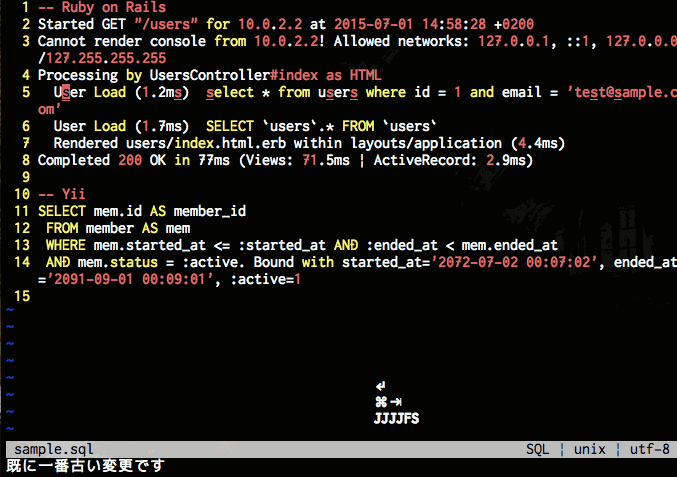 1 -- Ruby on Rails
2 Started GET "/users" for 10.0.2.2 at 2015-07-01 14:58:28 +0200
3 Cannot render console from 10.0.2.2! Allowed networks: 127.0.0.1, ::1, 127.0.0.0
/127.255.255.255
4 Processing by UsersController#index as HTML
5   User Load (1.2ms)  select * from users where id = 1 and email = 'test@sample.c
om'
6   User Load (1.7ms)  SELECT `users`.* FROM `users`
7   Rendered users/index.html.erb within layouts/application (4.4ms)
8 Completed 200 OK in 77ms (Views: 71.5ms | ActiveRecord: 2.9ms)
9
10 -- Yii
11 SELECT mem.id AS member_id
12  FROM member AS mem
13  WHERE mem.started_at <= :started_at AND :ended_at < mem.ended_at
14  AND mem.status = :active. Bound with started_at='2072-07-02 00:07:02', ended_at
='2091-09-01 00:09:01', :active=1
15
~
~
~
~
~
~
~
~
↵
⌘⇥
JJJJFS
sample.sql SQL | unix | utf-8
既に一番古い変更です